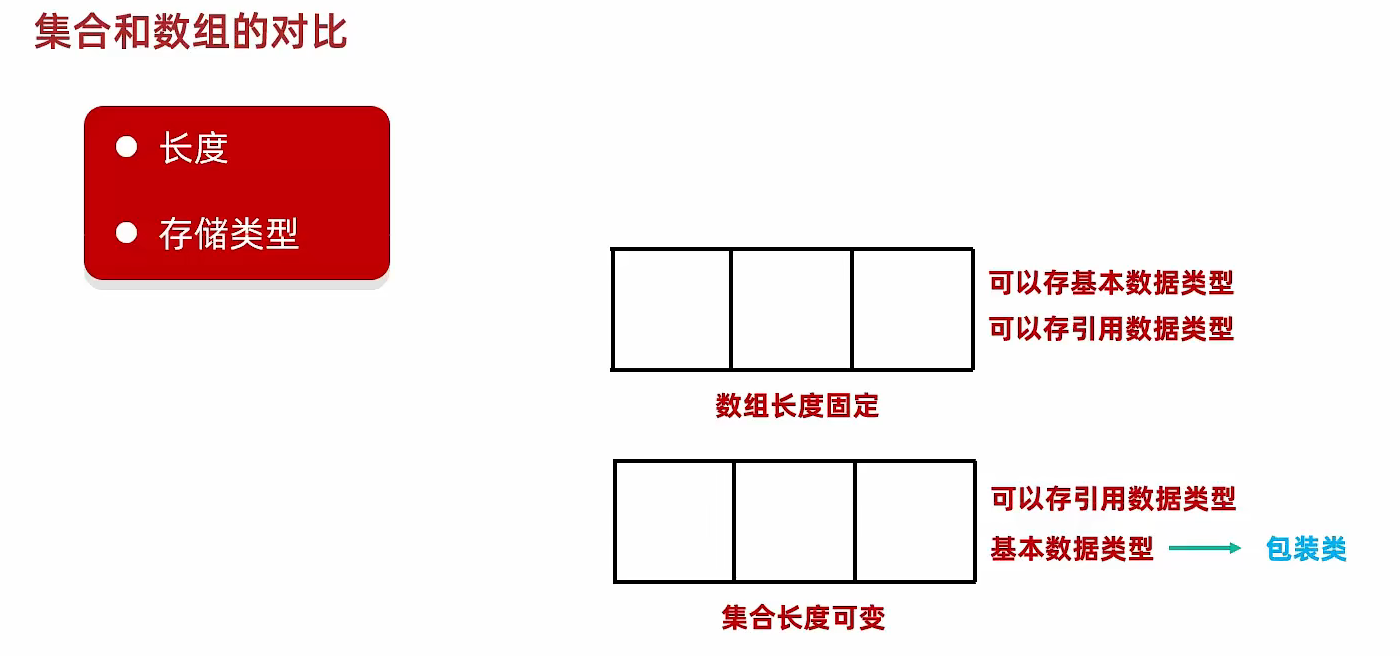 集合和数组的对比
长度
存储类型
可以存基本数据类型
可以存引用数据类型
数组长度固定
可以存引用数据类型
基本数据类型 包装类
集合长度可变